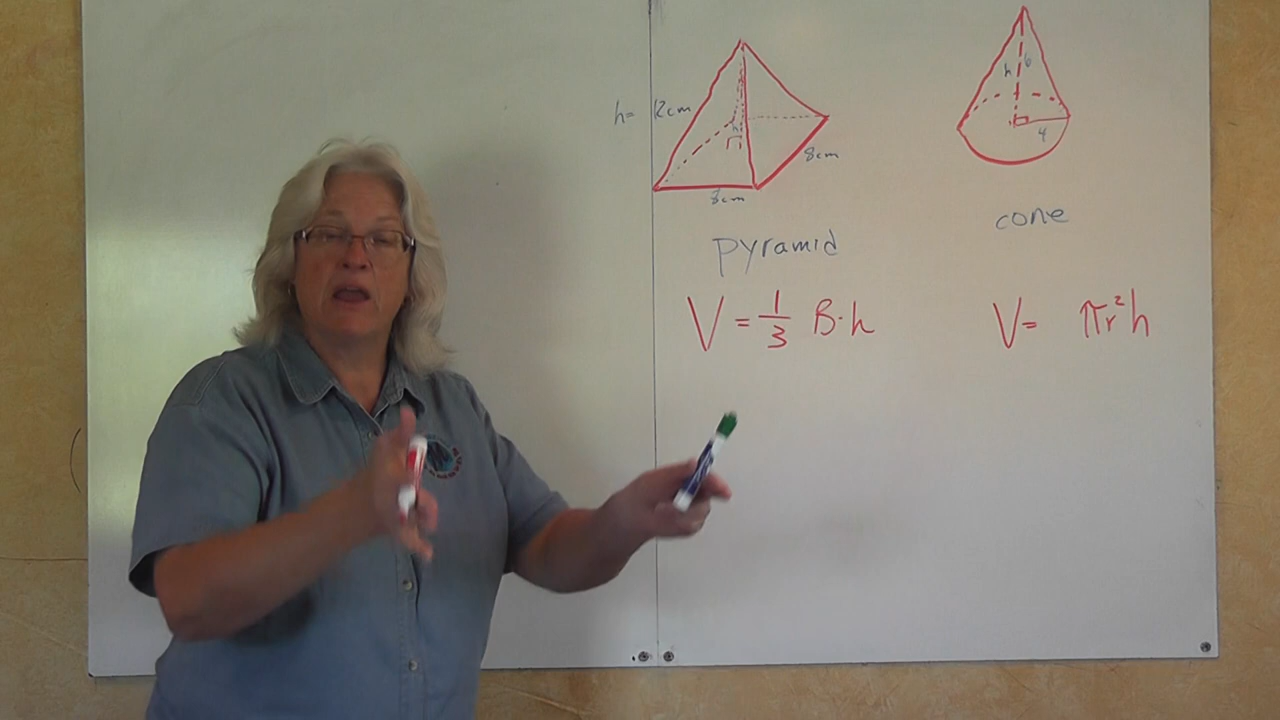 h= 12cm
8cm
8cm
pyramid
V = 1/3 B·h
h 6
4
cone
V= πr²h